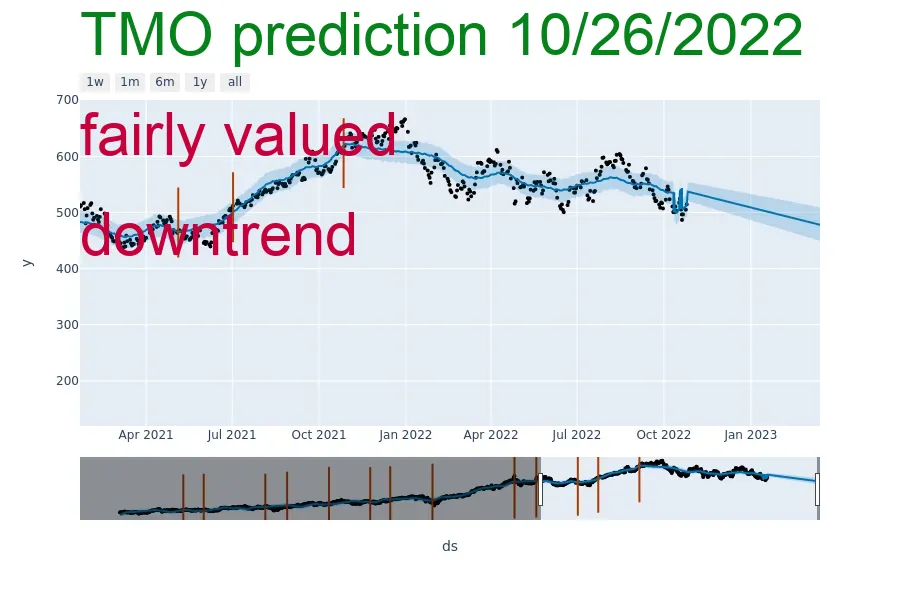 TMO prediction 10/26/2022
1w 1m 6m 1y all
700
fairly valued
600
500
downtrend
400
300
200
y
Apr 2021 Jul 2021 Oct 2021 Jan 2022 Apr 2022 Jul 2022 Oct 2022 Jan 2023
ds